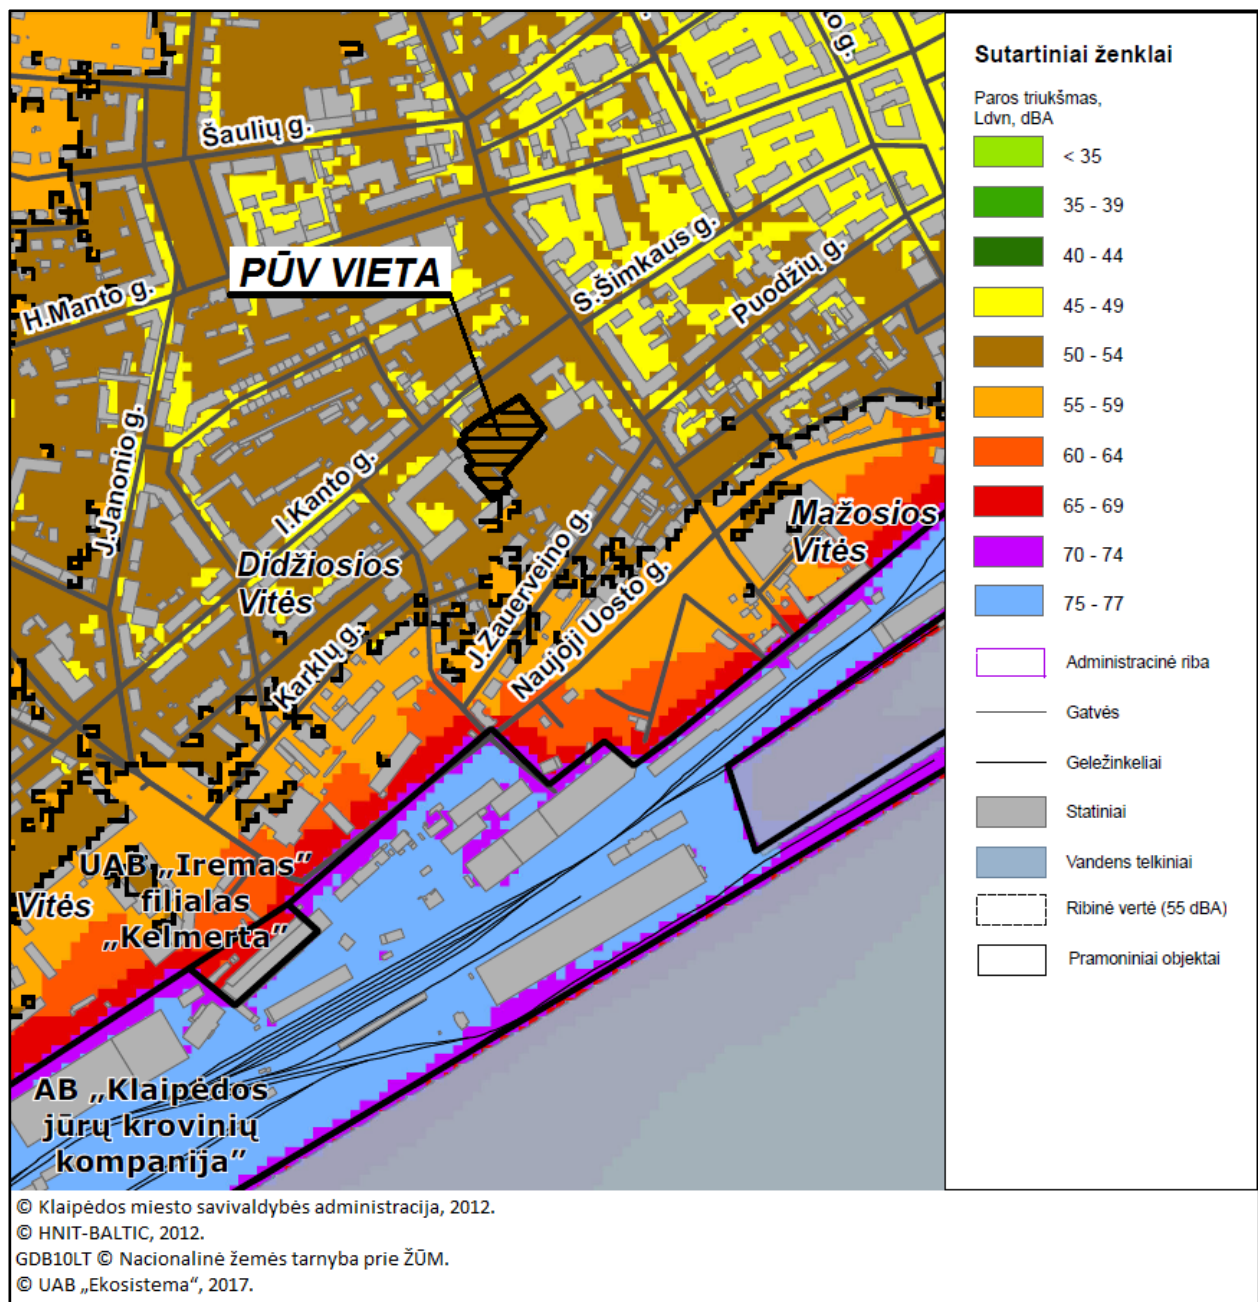 Šaulių g.
PŪV VIETA
H.Manto g.
S.Šimkaus g.
Puodžių g.
J.Janonio g.
I.Kanto g.
Didžiosios
Vitės
Karklų g.
J.Zauerveino g.
Naujoji Uosto g.
Mažosios
Vitės
Vitės
UAB „Iremas”
filialas
„Kelmerta”
AB „Klaipėdos
jūrų krovinių
kompanija”
Sutartiniai ženklai
Paros triukšmas,
Ldvn, dBA
< 35
35 - 39
40 - 44
45 - 49
50 - 54
55 - 59
60 - 64
65 - 69
70 - 74
75 - 77
Administracinė riba
Gatvės
Geležinkeliai
Statiniai
Vandens telkiniai
Ribinė vertė (55 dBA)
Pramoniniai objektai
© Klaipėdos miesto savivaldybės administracija, 2012.
© HNIT-BALTIC, 2012.
GDB10LT © Nacionalinė žemės tarnyba prie ŽŪM.
© UAB „Ekosistema“, 2017.